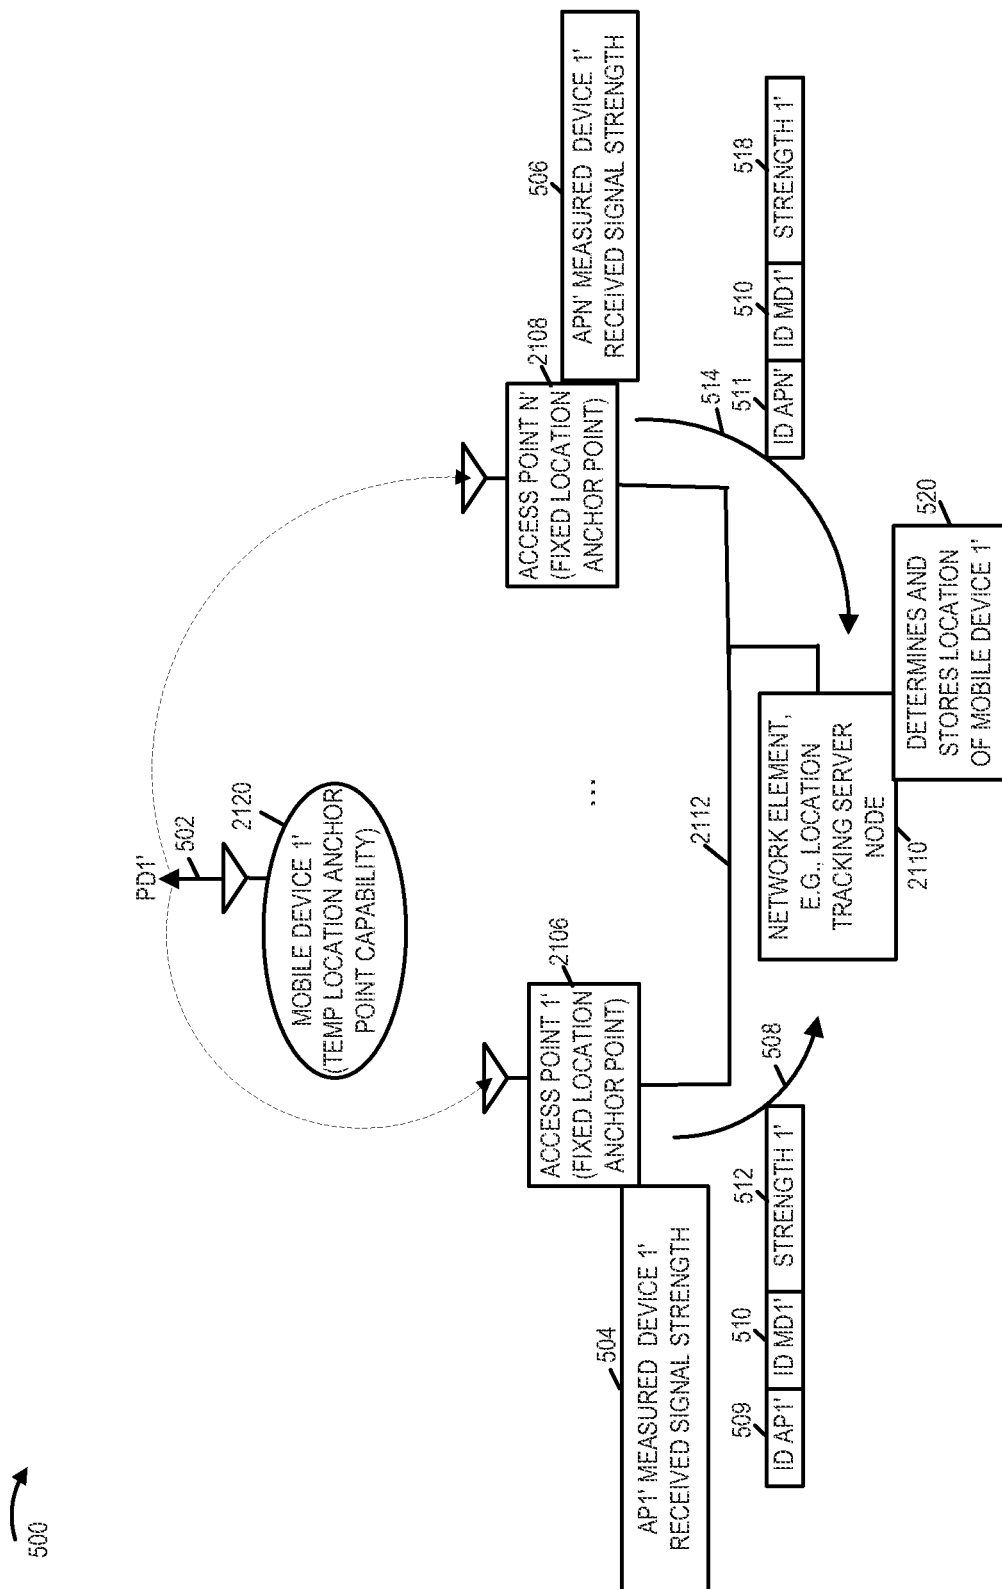 500
PD1'
502
2120
MOBILE DEVICE 1'
(TEMP LOCATION ANCHOR
POINT CAPABILITY)
2106
ACCESS POINT 1'
(FIXED LOCATION
ANCHOR POINT)
...
2108
ACCESS POINT N'
(FIXED LOCATION
ANCHOR POINT)
504
AP1' MEASURED DEVICE 1'
RECEIVED SIGNAL STRENGTH
506
APN' MEASURED DEVICE 1'
RECEIVED SIGNAL STRENGTH
2112
508
514
509
510
512
ID AP1'
ID MD1'
STRENGTH 1'
511
510
518
ID APN'
ID MD1'
STRENGTH 1'
NETWORK ELEMENT,
E.G., LOCATION
TRACKING SERVER
NODE
2110
520
DETERMINES AND
STORES LOCATION
OF MOBILE DEVICE 1'